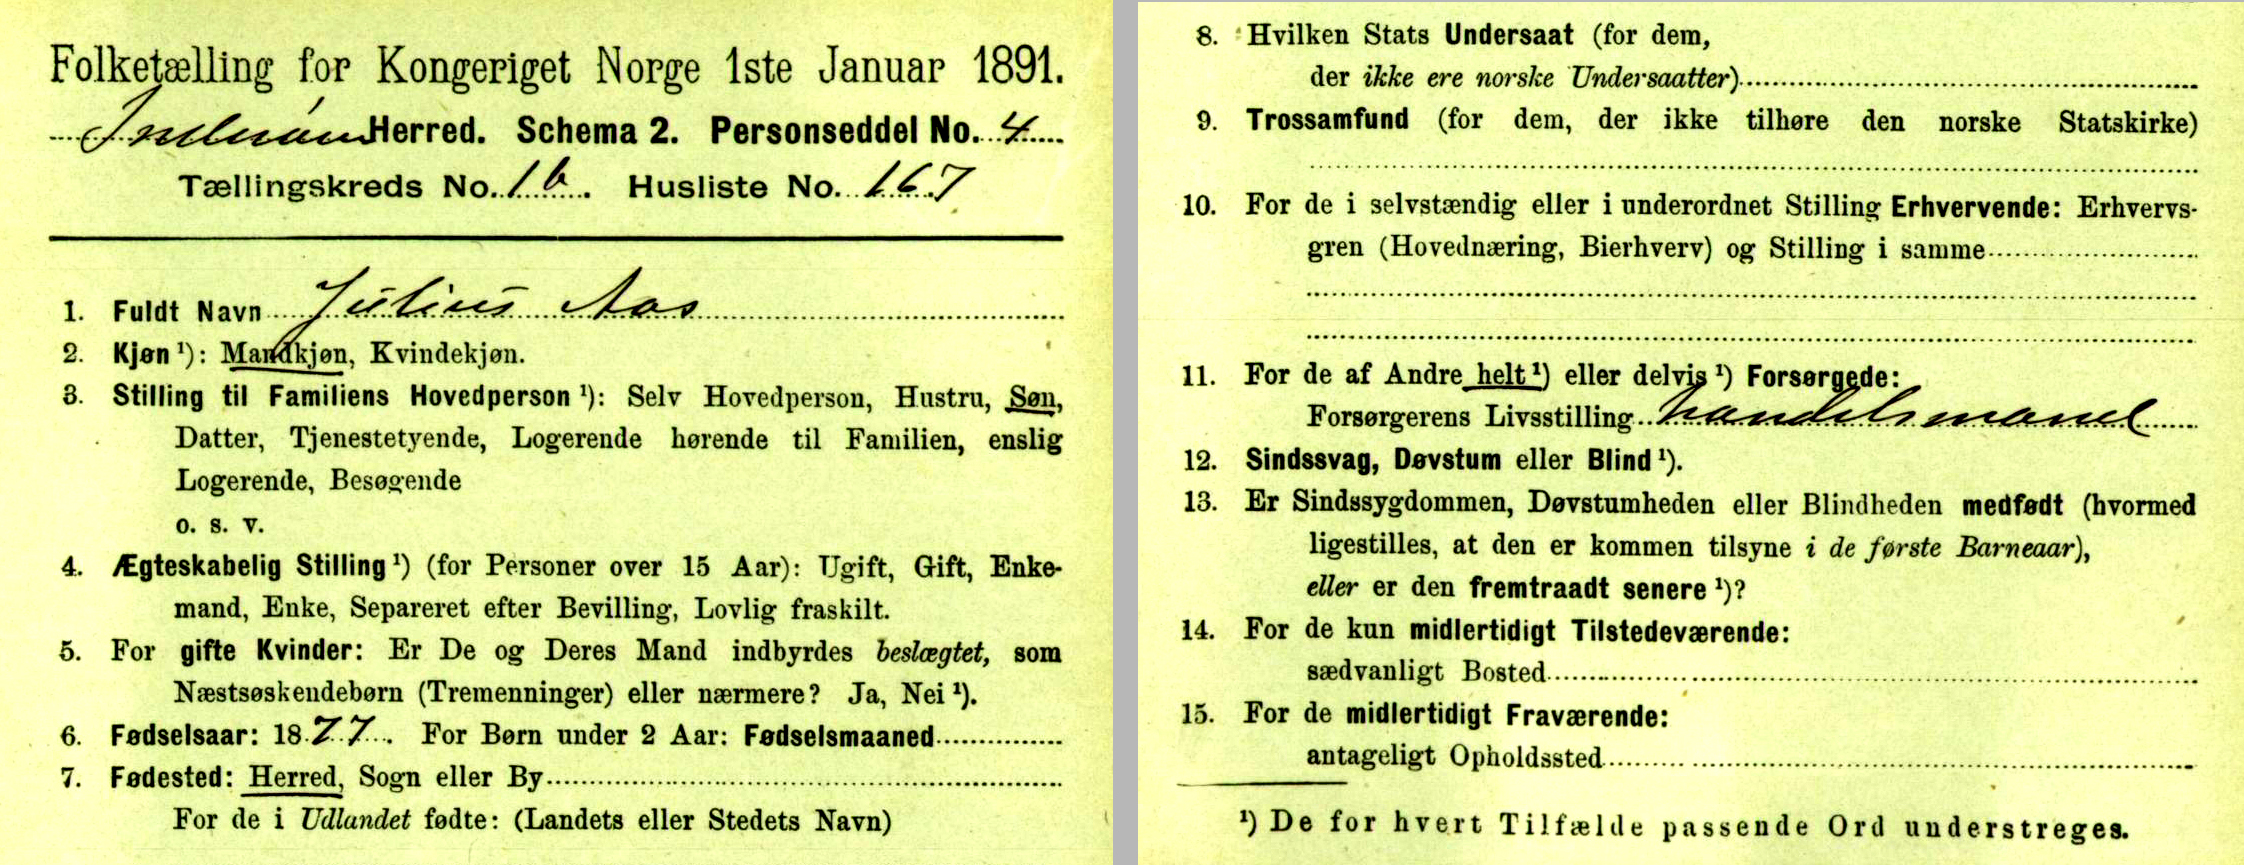 Folketælling for Kongeriget Norge 1ste Januar 1891.
Inderøen Herred. Schema 2. Personseddel No. 4
Tællingskreds No. 1 b. Husliste No. 167
1. Fuldt Navn Julius Aas
2. Kjøn ¹): Mandkjøn, Kvindekjøn.
3. Stilling til Familiens Hovedperson ¹): Selv Hovedperson, Hustru, Søn,
Datter, Tjenestetyende, Logerende hørende til Familien, enslig
Logerende, Besøgende
o. s. v.
4. Ægteskabelig Stilling ¹) (for Personer over 15 Aar): Ugift, Gift, Enke-
mand, Enke, Separeret efter Bevilling, Lovlig fraskilt.
5. For gifte Kvinder: Er De og Deres Mand indbyrdes beslægtet, som
Næstsøskendebørn (Tremenninger) eller nærmere? Ja, Nei ¹).
6. Fødselsaar: 1877. For Børn under 2 Aar: Fødselsmaaned
7. Fødested: Herred, Sogn eller By
For de i Udlandet fødte: (Landets eller Stedets Navn)
8. Hvilken Stats Undersaat (for dem,
der ikke ere norske Undersaatter)
9. Trossamfund (for dem, der ikke tilhøre den norske Statskirke)
10. For de i selvstændig eller i underordnet Stilling Erhvervende: Erhvervs-
gren (Hovednæring, Bierhverv) og Stilling i samme
11. For de af Andre helt ¹) eller delvis ¹) Forsørgede:
Forsørgerens Livsstilling handelsmand
12. Sindssvag, Døvstum eller Blind ¹).
13. Er Sindssygdommen, Døvstumheden eller Blindheden medfødt (hvormed
ligestilles, at den er kommen tilsyne i de første Barneaar),
eller er den fremtraadt senere ¹)?
14. For de kun midlertidigt Tilstedeværende:
sædvanligt Bosted
15. For de midlertidigt Fraværende:
antageligt Opholdssted
¹) De for hvert Tilfælde passende Ord understreges.